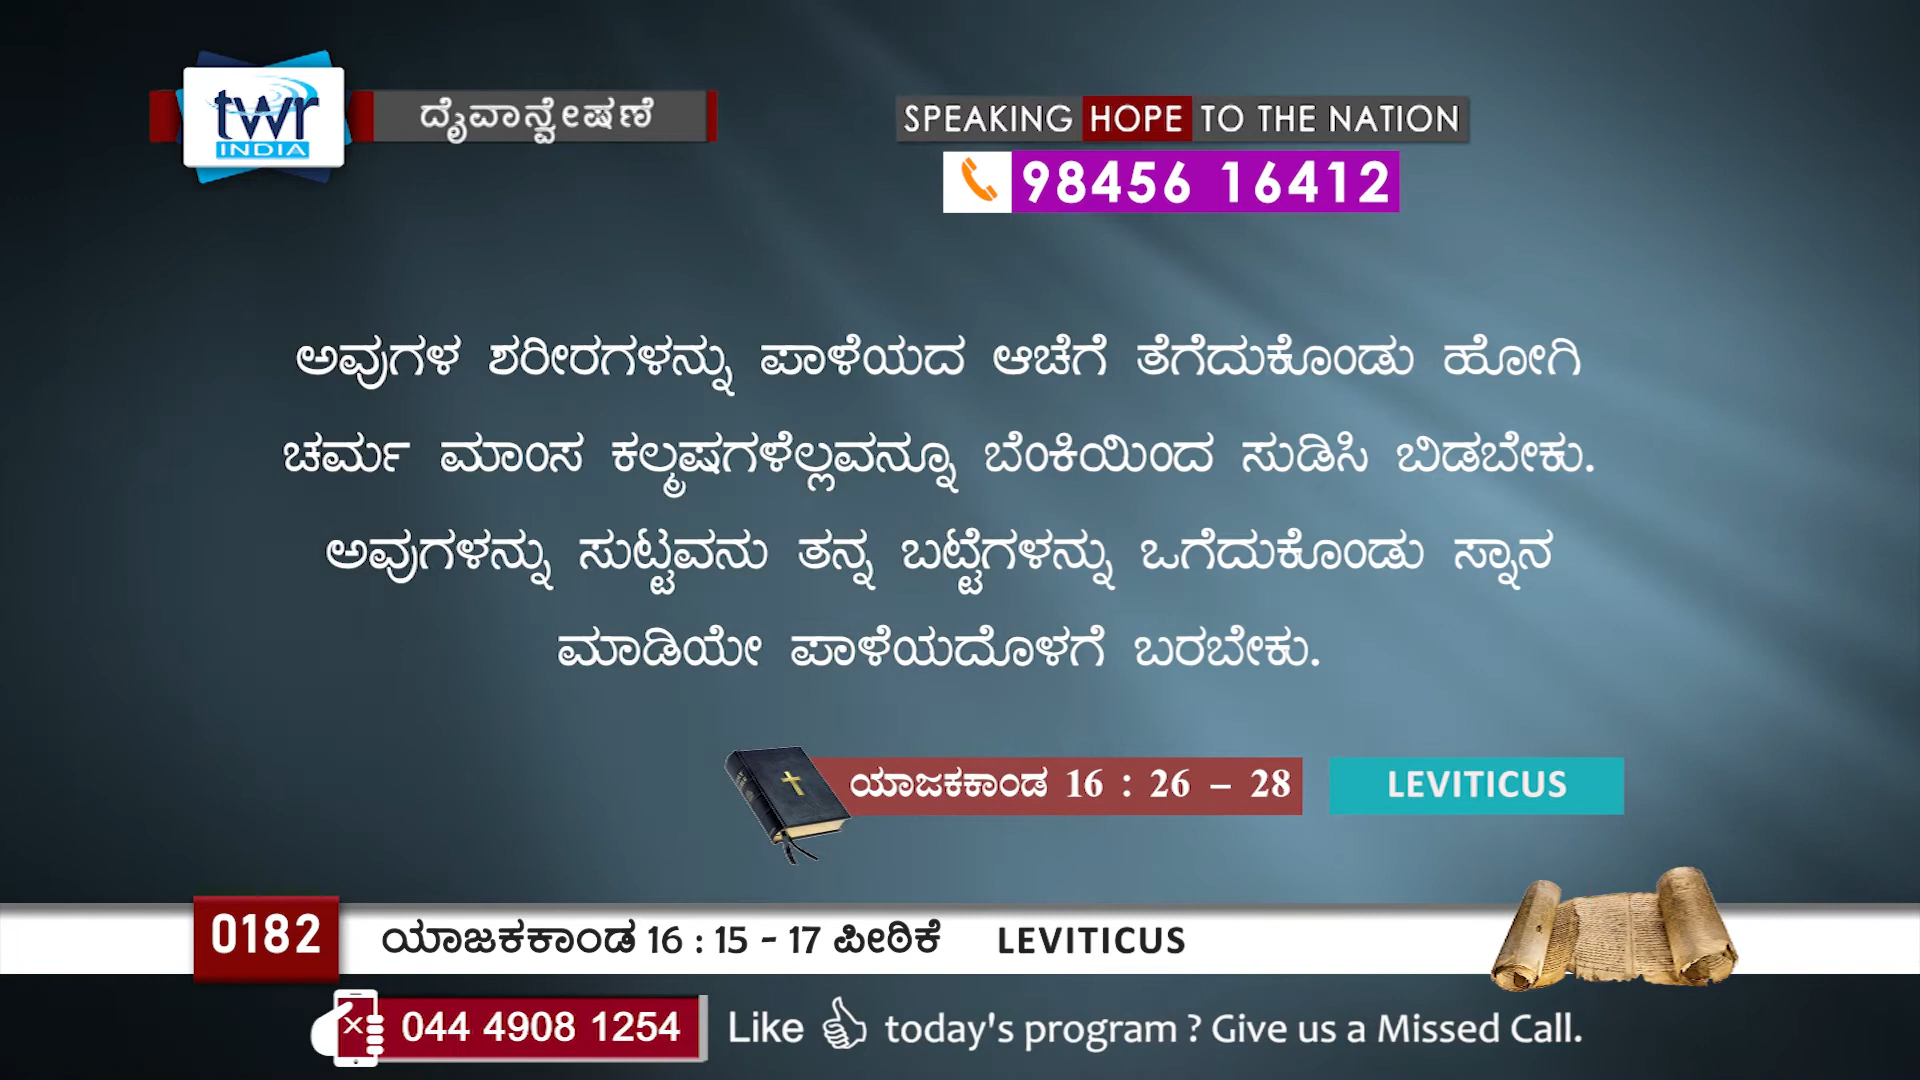 twr
INDIA
ದೈವಾನ್ವೇಷಣೆ
SPEAKING HOPE TO THE NATION
98456 16412
ಅವುಗಳ ಶರೀರಗಳನ್ನು ಪಾಳೆಯದ ಆಚೆಗೆ ತೆಗೆದುಕೊಂಡು ಹೋಗಿ
ಚರ್ಮ ಮಾಂಸ ಕಲ್ಮಷಗಳೆಲ್ಲವನ್ನೂ ಬೆಂಕಿಯಿಂದ ಸುಡಿಸಿ ಬಿಡಬೇಕು.
ಅವುಗಳನ್ನು ಸುಟ್ಟವನು ತನ್ನ ಬಟ್ಟೆಗಳನ್ನು ಒಗೆದುಕೊಂಡು ಸ್ನಾನ
ಮಾಡಿಯೇ ಪಾಳೆಯದೊಳಗೆ ಬರಬೇಕು.
ಯಾಜಕಕಾಂಡ 16 : 26 – 28 LEVITICUS
0182 ಯಾಜಕಕಾಂಡ 16 : 15 - 17 ಪೀಠಿಕೆ LEVITICUS
044 4908 1254 Like today's program ? Give us a Missed Call.